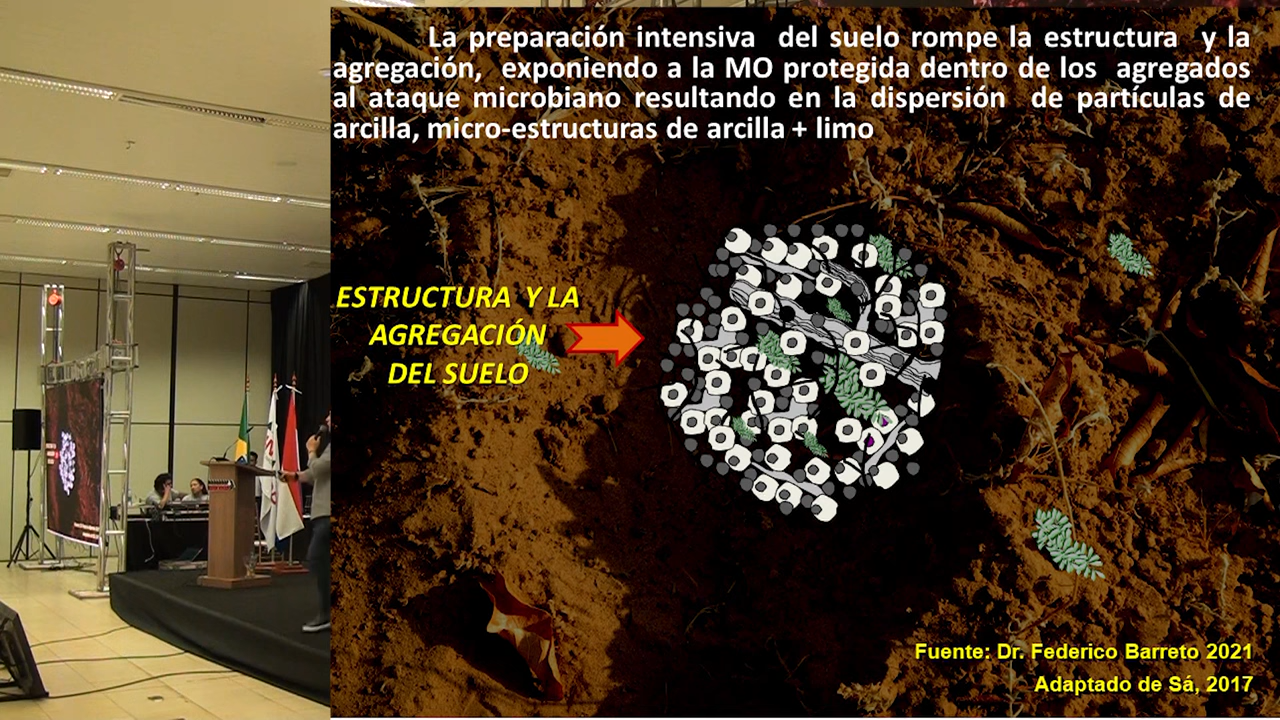 La preparación intensiva del suelo rompe la estructura y la
agregación, exponiendo a la MO protegida dentro de los agregados
al ataque microbiano resultando en la dispersión de partículas de
arcilla, micro-estructuras de arcilla + limo
ESTRUCTURA Y LA
AGREGACIÓN
DEL SUELO
Fuente: Dr. Federico Barreto 2021
Adaptado de Sá, 2017